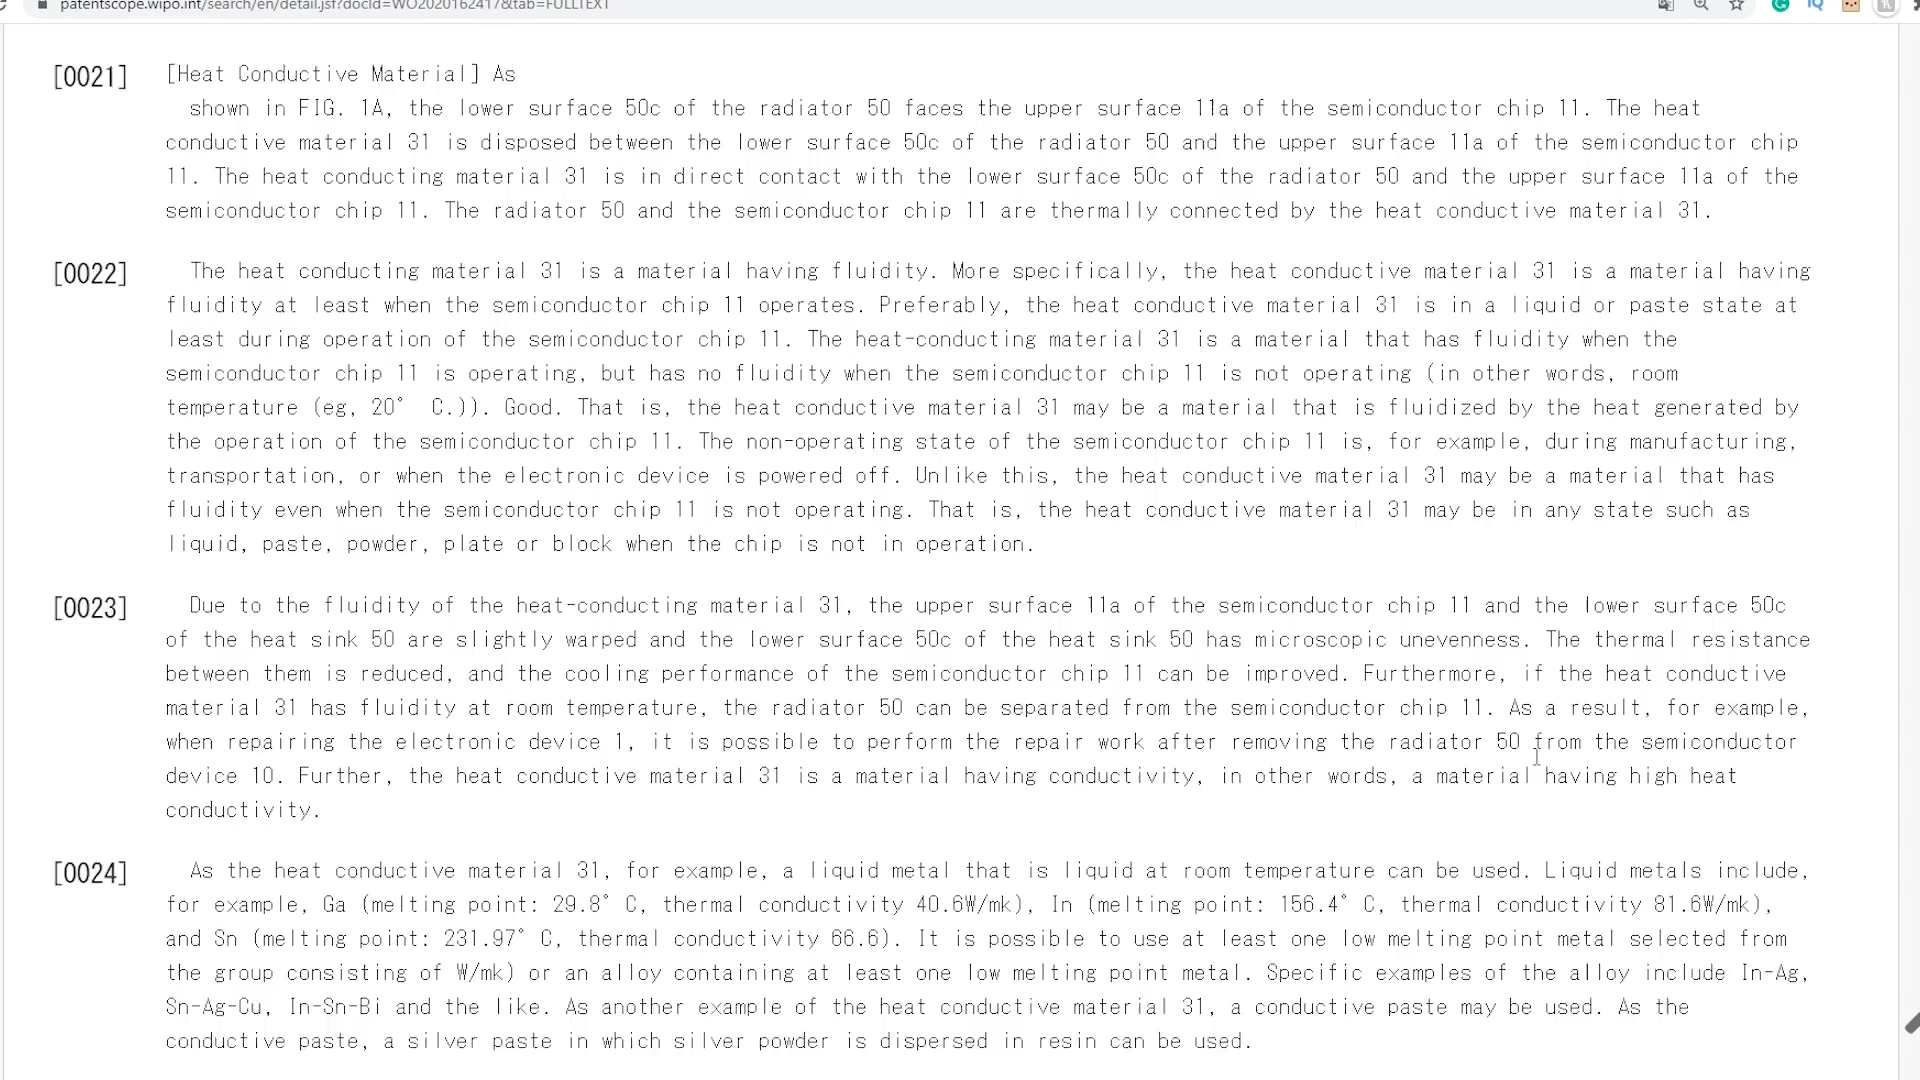 patentscope.wipo.int/search/en/detail.jsf?docId=WO2020162417&tab=FULLTEXT
[0021] [Heat Conductive Material] As
shown in FIG. 1A, the lower surface 50c of the radiator 50 faces the upper surface 11a of the semiconductor chip 11. The heat
conductive material 31 is disposed between the lower surface 50c of the radiator 50 and the upper surface 11a of the semiconductor chip
11. The heat conducting material 31 is in direct contact with the lower surface 50c of the radiator 50 and the upper surface 11a of the
semiconductor chip 11. The radiator 50 and the semiconductor chip 11 are thermally connected by the heat conductive material 31.
[0022] The heat conducting material 31 is a material having fluidity. More specifically, the heat conductive material 31 is a material having
fluidity at least when the semiconductor chip 11 operates. Preferably, the heat conductive material 31 is in a liquid or paste state at
least during operation of the semiconductor chip 11. The heat-conducting material 31 is a material that has fluidity when the
semiconductor chip 11 is operating, but has no fluidity when the semiconductor chip 11 is not operating (in other words, room
temperature (eg, 20° C.)). Good. That is, the heat conductive material 31 may be a material that is fluidized by the heat generated by
the operation of the semiconductor chip 11. The non-operating state of the semiconductor chip 11 is, for example, during manufacturing,
transportation, or when the electronic device is powered off. Unlike this, the heat conductive material 31 may be a material that has
fluidity even when the semiconductor chip 11 is not operating. That is, the heat conductive material 31 may be in any state such as
liquid, paste, powder, plate or block when the chip is not in operation.
[0023] Due to the fluidity of the heat-conducting material 31, the upper surface 11a of the semiconductor chip 11 and the lower surface 50c
of the heat sink 50 are slightly warped and the lower surface 50c of the heat sink 50 has microscopic unevenness. The thermal resistance
between them is reduced, and the cooling performance of the semiconductor chip 11 can be improved. Furthermore, if the heat conductive
material 31 has fluidity at room temperature, the radiator 50 can be separated from the semiconductor chip 11. As a result, for example,
when repairing the electronic device 1, it is possible to perform the repair work after removing the radiator 50 from the semiconductor
device 10. Further, the heat conductive material 31 is a material having conductivity, in other words, a material having high heat
conductivity.
[0024] As the heat conductive material 31, for example, a liquid metal that is liquid at room temperature can be used. Liquid metals include,
for example, Ga (melting point: 29.8° C, thermal conductivity 40.6W/mk), In (melting point: 156.4° C, thermal conductivity 81.6W/mk),
and Sn (melting point: 231.97° C, thermal conductivity 66.6). It is possible to use at least one low melting point metal selected from
the group consisting of W/mk) or an alloy containing at least one low melting point metal. Specific examples of the alloy include In-Ag,
Sn-Ag-Cu, In-Sn-Bi and the like. As another example of the heat conductive material 31, a conductive paste may be used. As the
conductive paste, a silver paste in which silver powder is dispersed in resin can be used.